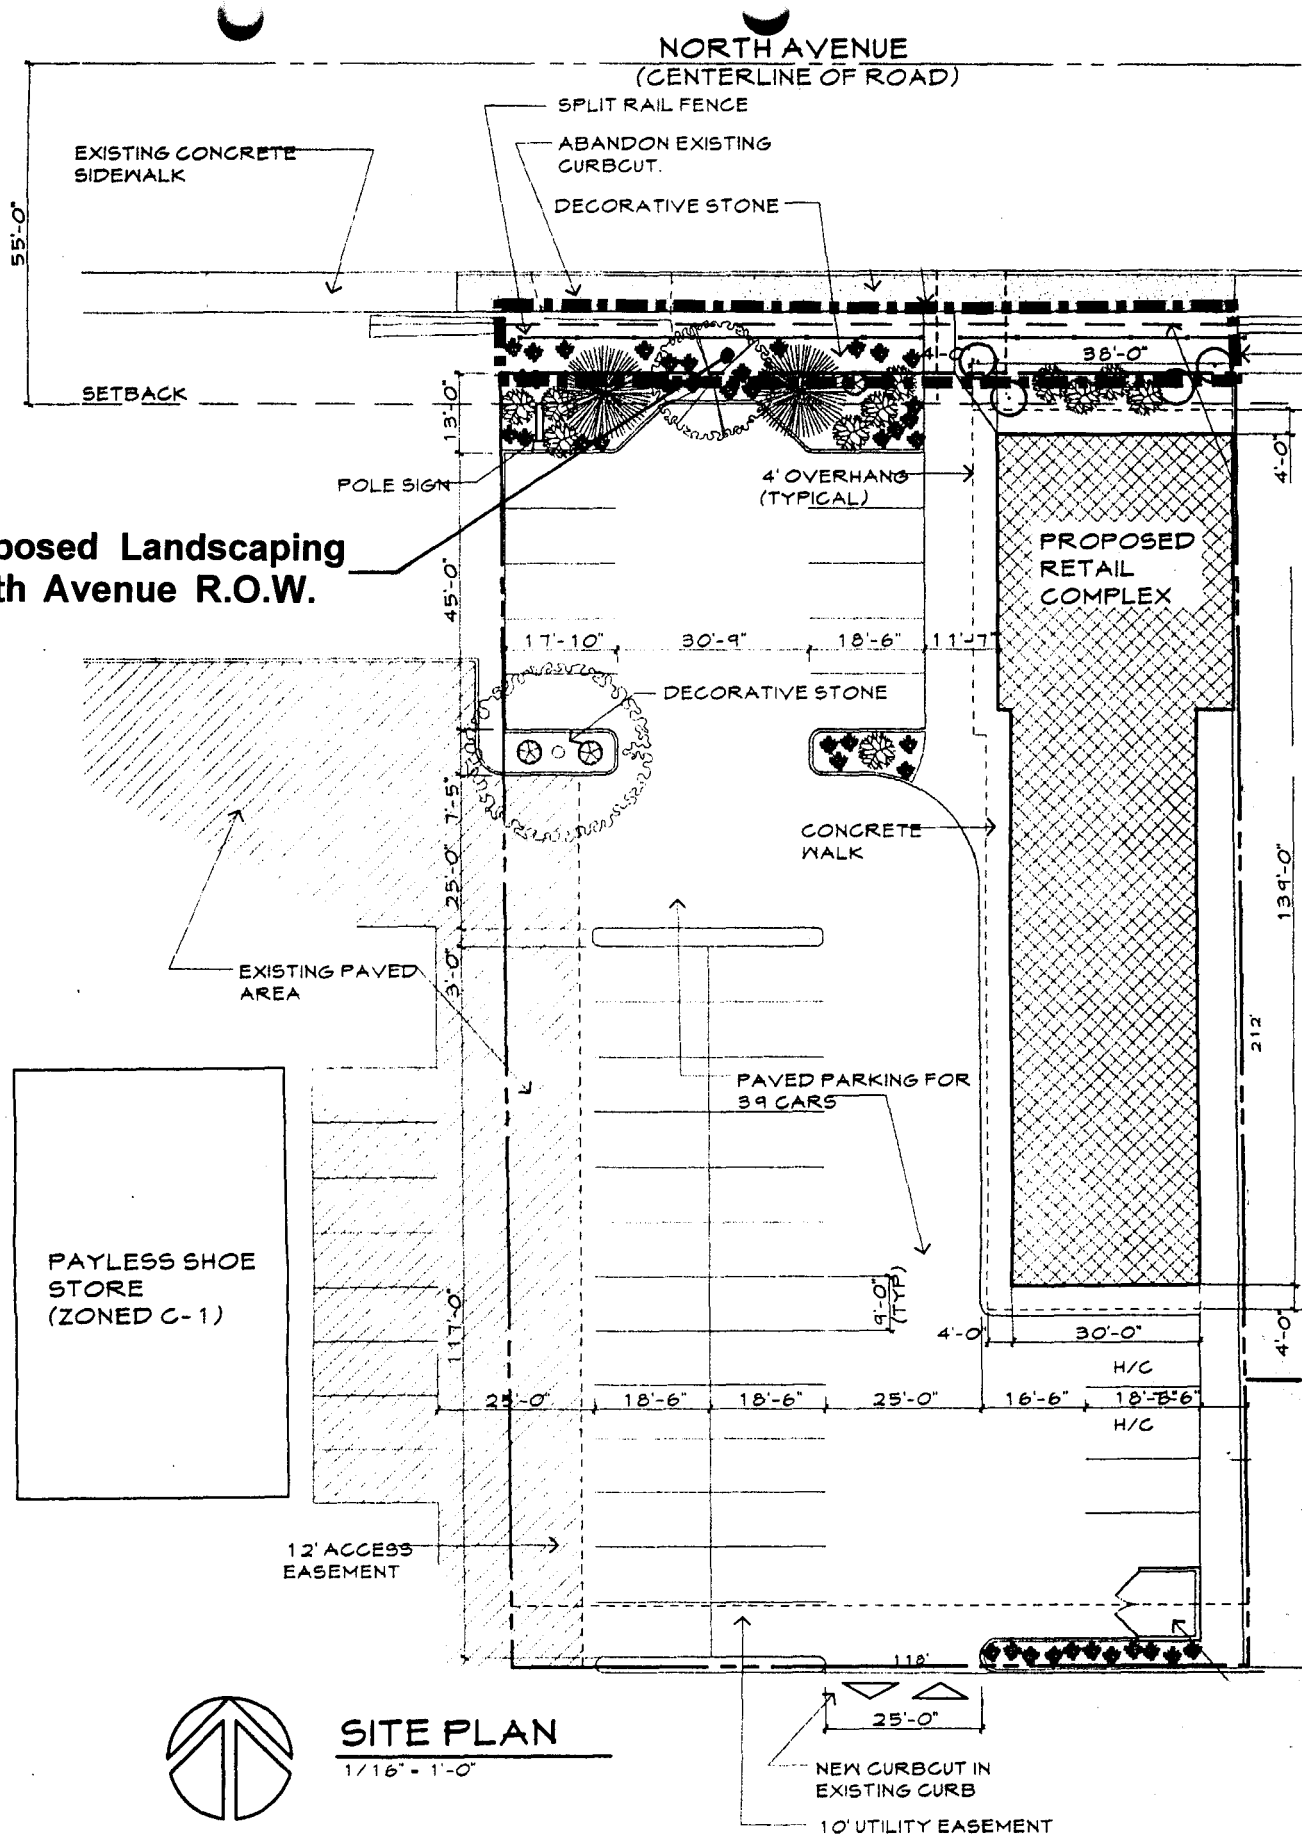 NORTH AVENUE
(CENTERLINE OF ROAD)
SPLIT RAIL FENCE
EXISTING CONCRETE
SIDEWALK
ABANDON EXISTING
CURBCUT.
DECORATIVE STONE
55'-0"
4'-0
38'-0"
SETBACK
13'-0"
POLE SIGN
4' OVERHANG
(TYPICAL)
4'-0"
posed Landscaping
th Avenue R.O.W.
PROPOSED
RETAIL
COMPLEX
45'-0"
17'-10"
30'-9"
18'-6"
11'-7"
DECORATIVE STONE
7'-5"
CONCRETE
WALK
25'-0"
139'-0"
EXISTING PAVED
AREA
3'-0"
212'
PAVED PARKING FOR
39 CARS
PAYLESS SHOE
STORE
(ZONED C-1)
9'-0"
(TYP)
117'-0"
4'-0"
30'-0"
4'-0"
H/C
25'-0"
18'-6"
18'-6"
25'-0"
16'-6"
H/C
12' ACCESS
EASEMENT
118'
25'-0"
SITE PLAN
1/16" = 1'-0"
NEW CURBCUT IN
EXISTING CURB
10' UTILITY EASEMENT